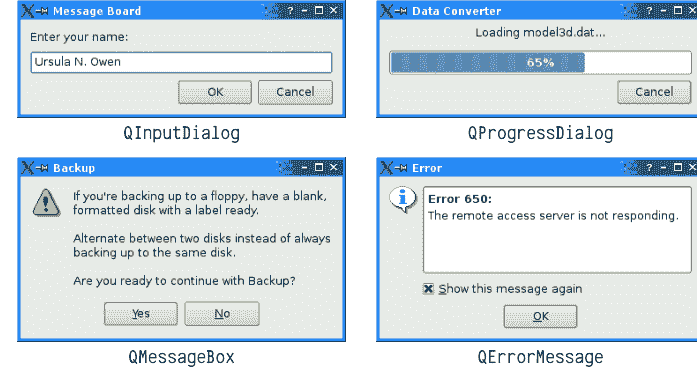 Message Board
Enter your name:
Ursula N. Owen
OK
Cancel
QInputDialog
Data Converter
Loading model3d.dat...
65%
Cancel
QProgressDialog
Backup
If you're backing up to a floppy, have a blank,
formatted disk with a label ready.
Alternate between two disks instead of always
backing up to the same disk.
Are you ready to continue with Backup?
Yes
No
QMessageBox
Error
Error 650:
The remote access server is not responding.
Show this message again
OK
QErrorMessage